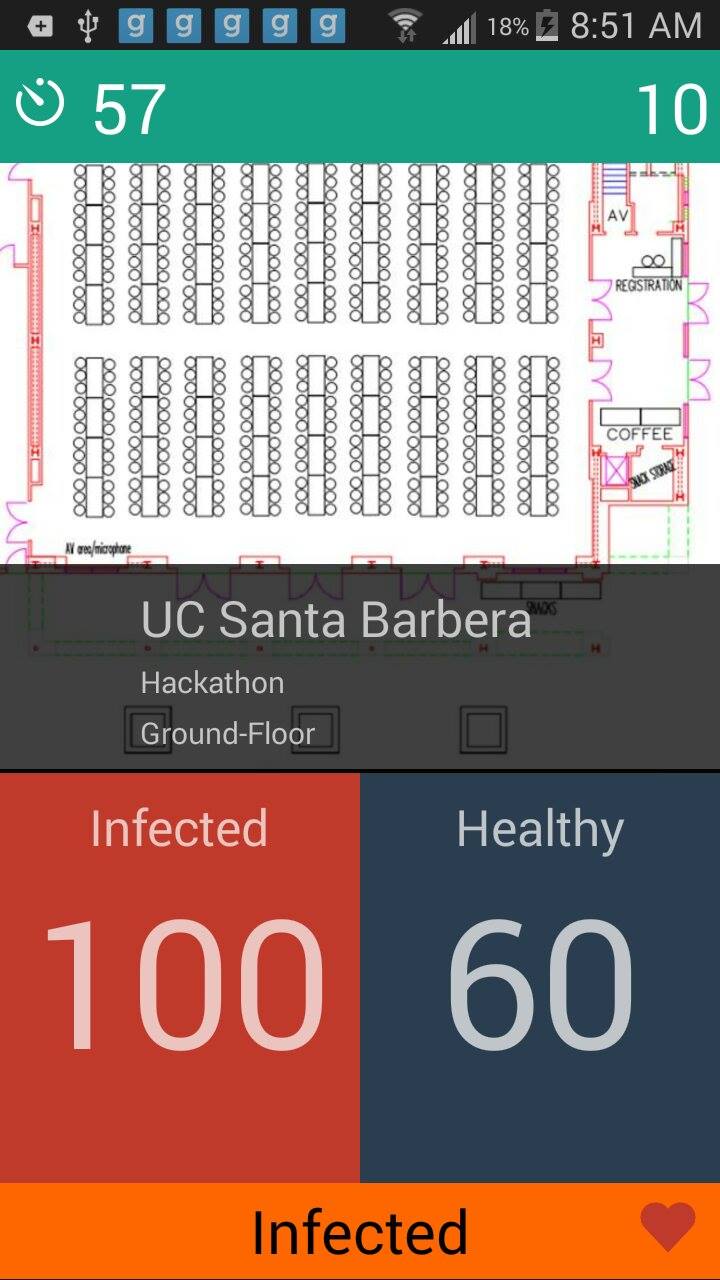 g g g g g 18% 8:51 AM
57 10
AV
REGISTRATION
COFFEE
SNACK STORAGE
AV area/microphone
SNACKS
UC Santa Barbera
Hackathon
Ground-Floor
Infected Healthy
100 60
Infected